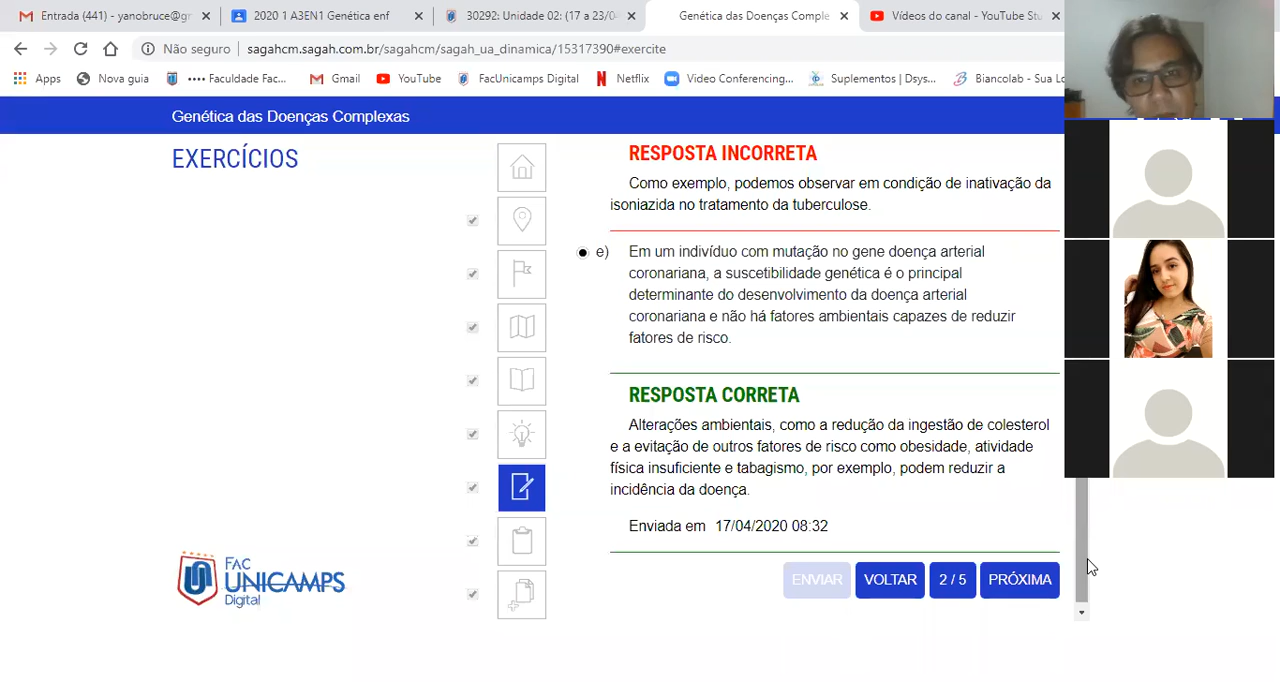 Entrada (441) - yanobruce@gr
2020 1 A3EN1 Genética enf
30292: Unidade 02: (17 a 23/04
Genética das Doenças Comple
Vídeos do canal - YouTube Stu
Não seguro
sagahcm.sagah.com.br/sagahcm/sagah_ua_dinamica/15317390#exercite
Apps
Nova guia
•••• Faculdade Fac...
Gmail
YouTube
FacUnicamps Digital
Netflix
Video Conferencing...
Suplementos | Dsys...
Biancolab - Sua Lo
Genética das Doenças Complexas
EXERCÍCIOS
RESPOSTA INCORRETA
Como exemplo, podemos observar em condição de inativação da
isoniazida no tratamento da tuberculose.
e) Em um indivíduo com mutação no gene doença arterial
coronariana, a suscetibilidade genética é o principal
determinante do desenvolvimento da doença arterial
coronariana e não há fatores ambientais capazes de reduzir
fatores de risco.
RESPOSTA CORRETA
Alterações ambientais, como a redução da ingestão de colesterol
e a evitação de outros fatores de risco como obesidade, atividade
física insuficiente e tabagismo, por exemplo, podem reduzir a
incidência da doença.
Enviada em 17/04/2020 08:32
ENVIAR
VOLTAR
2 / 5
PRÓXIMA
FAC
UNICAMPS
Digital